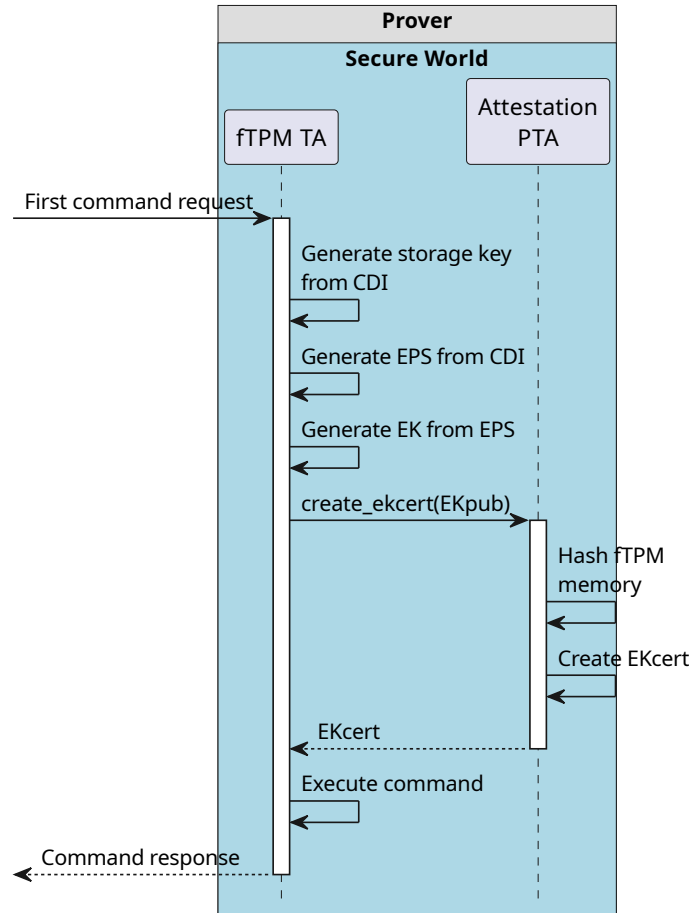 Prover
Secure World
fTPM TA
Attestation
PTA
First command request
Generate storage key
from CDI
Generate EPS from CDI
Generate EK from EPS
create_ekcert(EKpub)
Hash fTPM
memory
Create EKcert
EKcert
Execute command
Command response